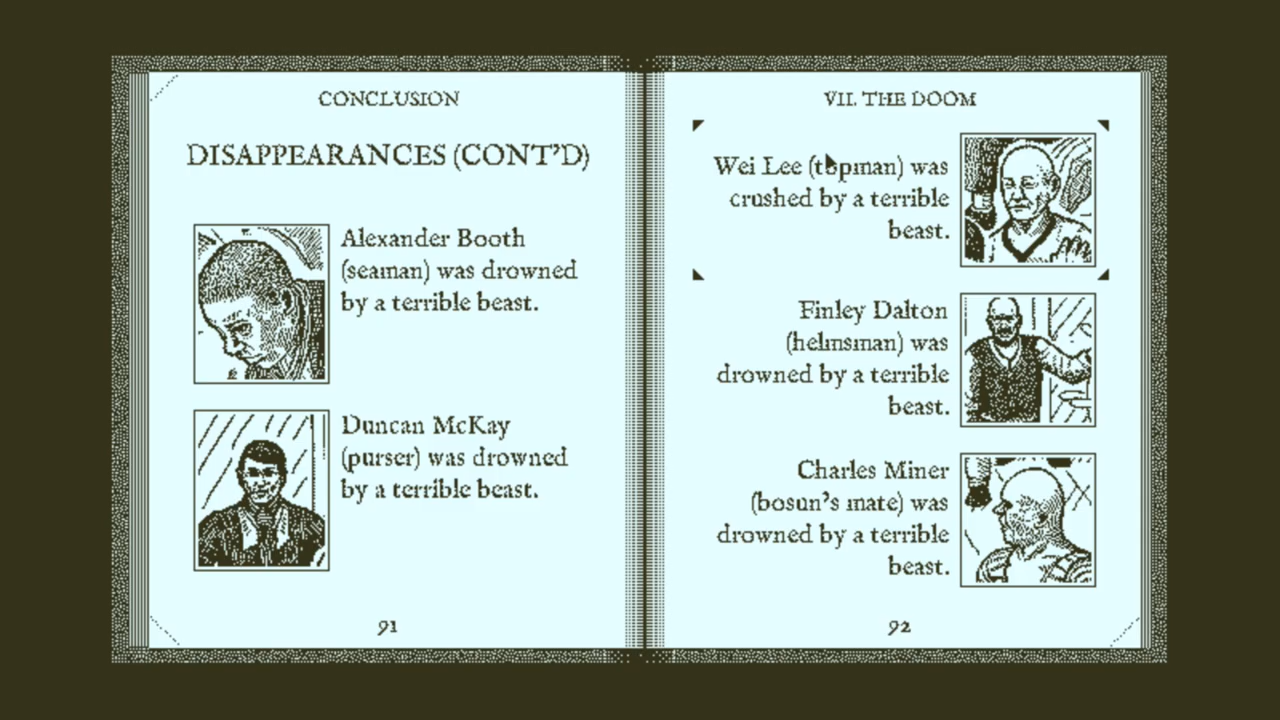 CONCLUSION
DISAPPEARANCES (CONT'D)
Alexander Booth
(seaman) was drowned
by a terrible beast.
Duncan McKay
(purser) was drowned
by a terrible beast.
91
VII. THE DOOM
Wei Lee (topman) was
crushed by a terrible
beast.
Finley Dalton
(helmsman) was
drowned by a terrible
beast.
Charles Miner
(bosun's mate) was
drowned by a terrible
beast.
92